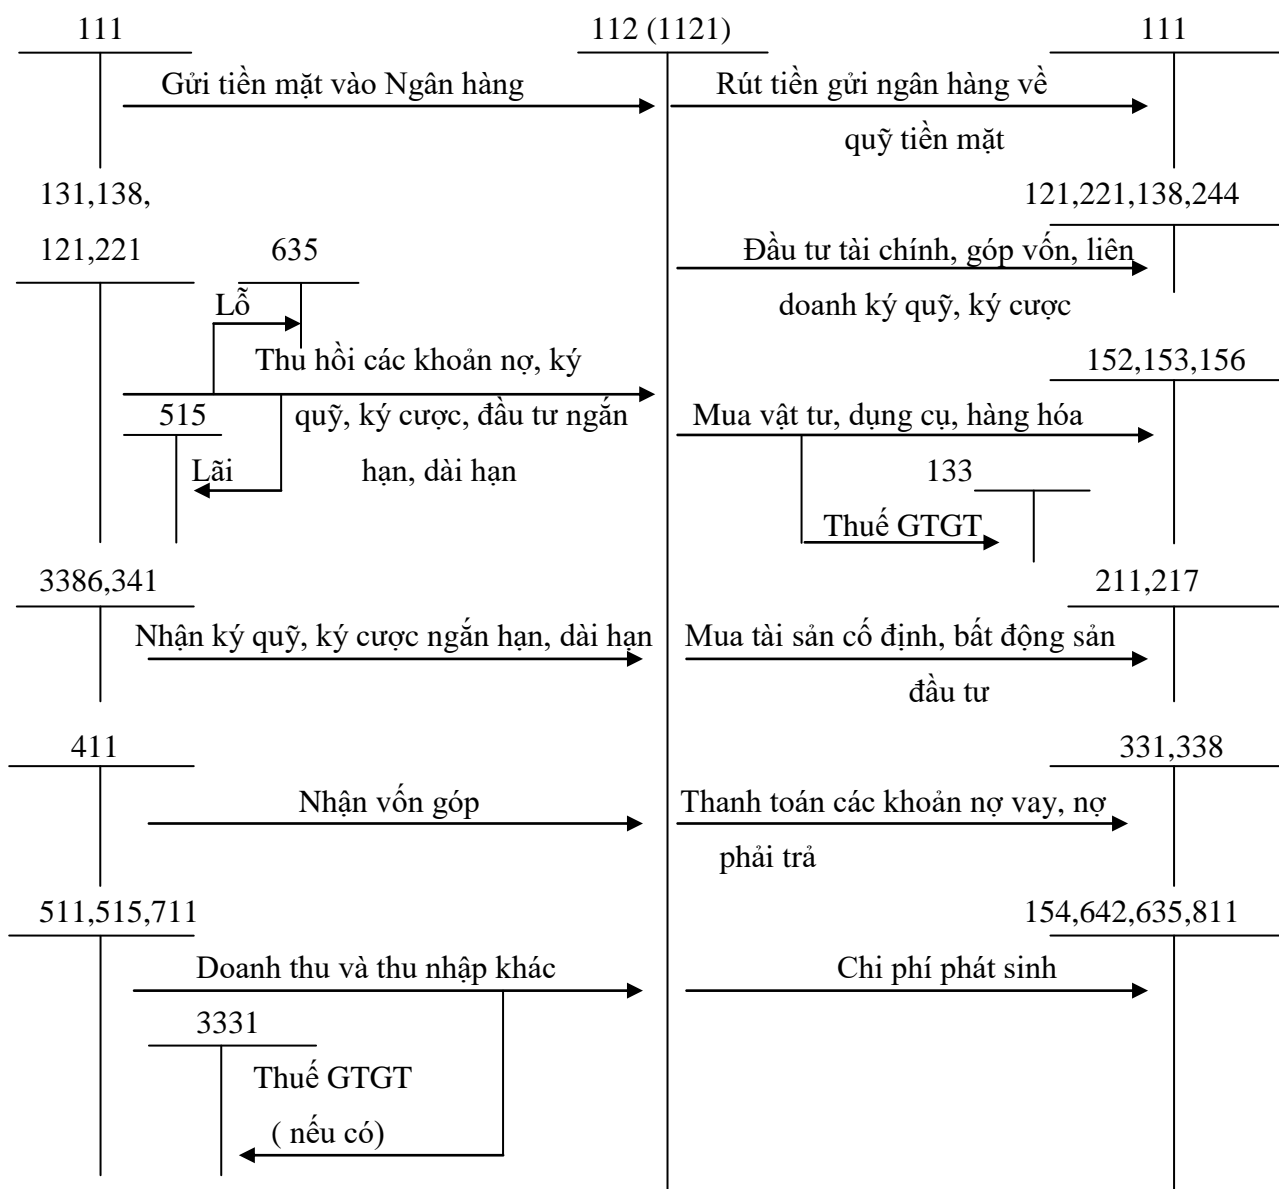 111
112 (1121)
111
Gửi tiền mặt vào Ngân hàng
Rút tiền gửi ngân hàng về
quỹ tiền mặt
131,138,
121,221
635
121,221,138,244
Đầu tư tài chính, góp vốn, liên
doanh ký quỹ, ký cược
Lỗ
Thu hồi các khoản nợ, ký
quỹ, ký cược, đầu tư ngắn
hạn, dài hạn
515
Lãi
152,153,156
Mua vật tư, dụng cụ, hàng hóa
133
Thuế GTGT
3386,341
Nhận ký quỹ, ký cược ngắn hạn, dài hạn
211,217
Mua tài sản cố định, bất động sản
đầu tư
411
Nhận vốn góp
331,338
Thanh toán các khoản nợ vay, nợ
phải trả
511,515,711
Doanh thu và thu nhập khác
154,642,635,811
Chi phí phát sinh
3331
Thuế GTGT
( nếu có)